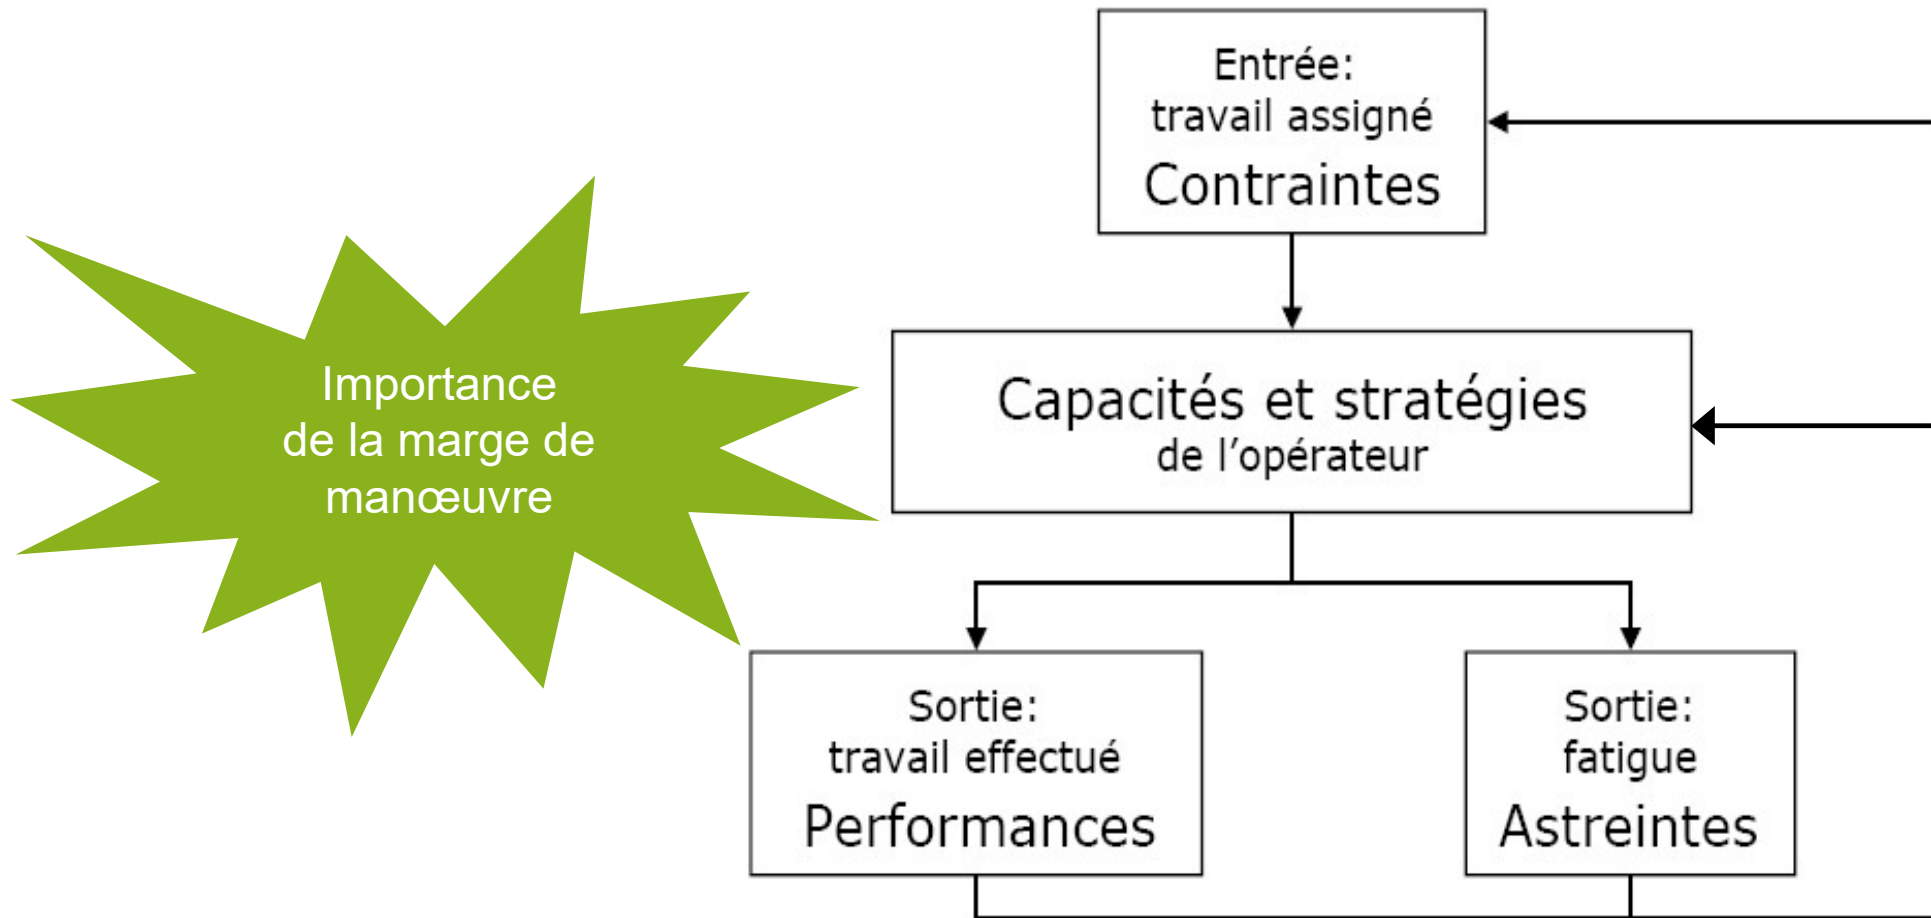 Entrée:
travail assigné
Contraintes
Importance
de la marge de
manœuvre
Capacités et stratégies
de l'opérateur
Sortie:
travail effectué
Performances
Sortie:
fatigue
Astreintes